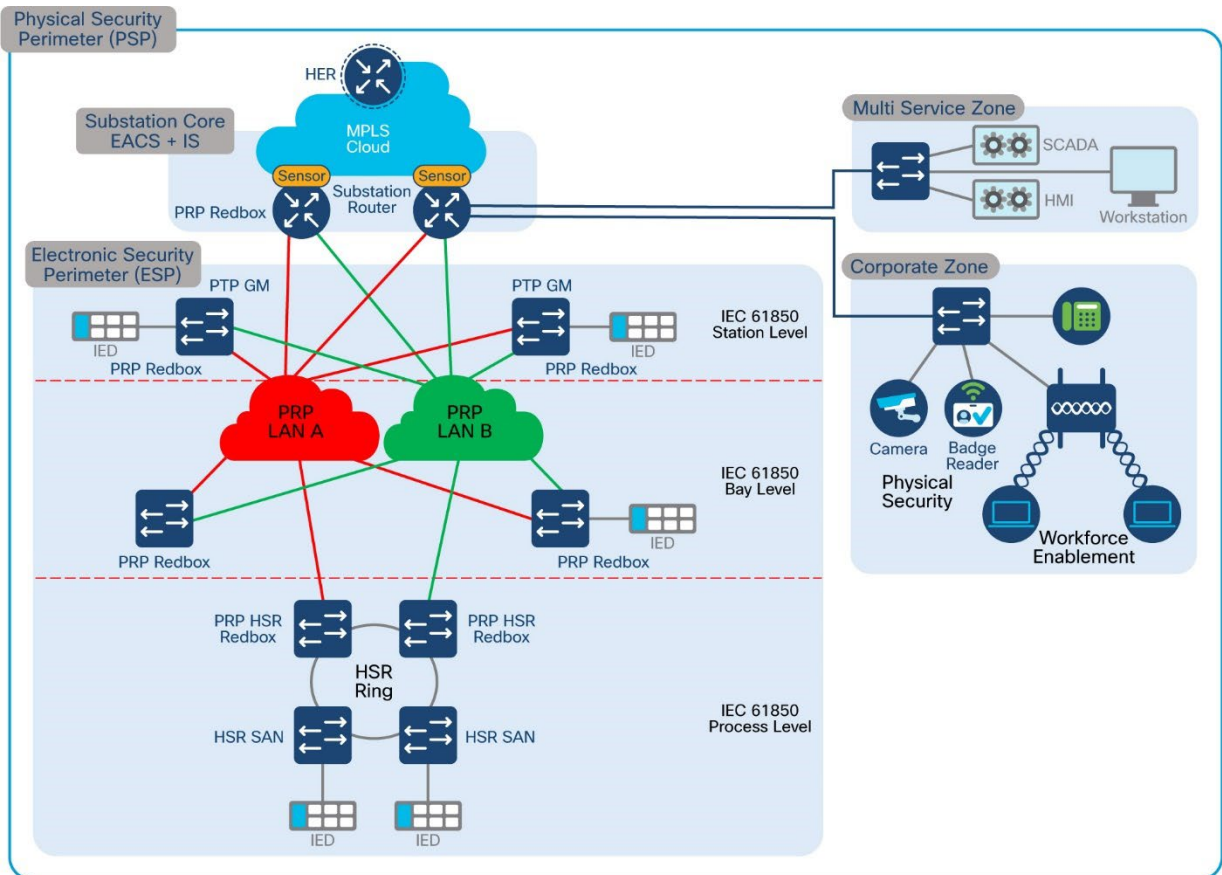 Physical Security
Perimeter (PSP)
HER
MPLS
Cloud
Substation Core
EACS + IS
Sensor
Sensor
Substation
Router
PRP Redbox
Multi Service Zone
SCADA
HMI
Workstation
Electronic Security
Perimeter (ESP)
PTP GM
PTP GM
IEC 61850
Station Level
IED
IED
PRP Redbox
PRP Redbox
Corporate Zone
Camera
Badge
Reader
Physical
Security
Workforce
Enablement
PRP
LAN A
PRP
LAN B
IEC 61850
Bay Level
IED
PRP Redbox
PRP Redbox
PRP HSR
Redbox
PRP HSR
Redbox
HSR
Ring
IEC 61850
Process Level
HSR SAN
HSR SAN
IED
IED